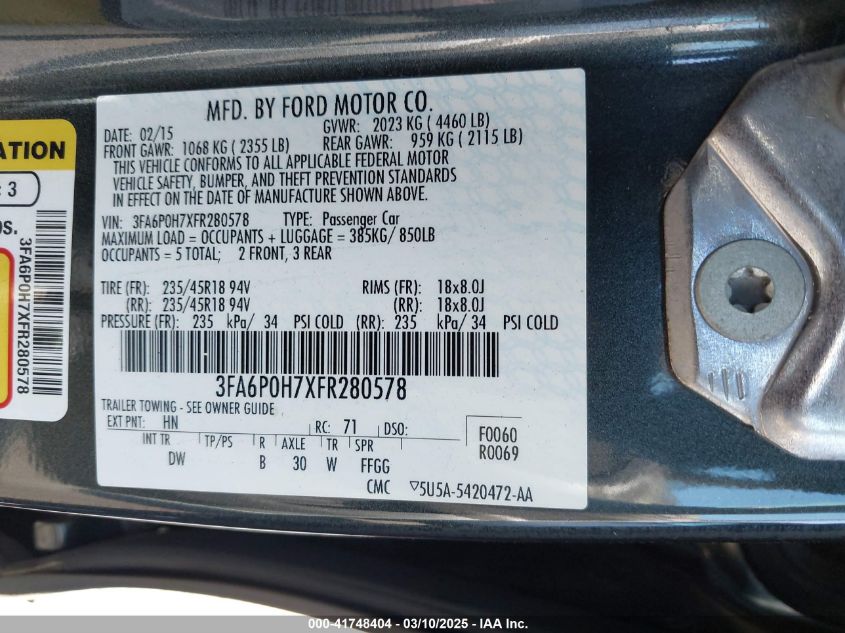 MFD. BY FORD MOTOR CO.
DATE: 02/15 GVWR: 2023 KG ( 4460 LB)
FRONT GAWR: 1068 KG ( 2355 LB) REAR GAWR: 959 KG ( 2115 LB)
THIS VEHICLE CONFORMS TO ALL APPLICABLE FEDERAL MOTOR
VEHICLE SAFETY, BUMPER, AND THEFT PREVENTION STANDARDS
IN EFFECT ON THE DATE OF MANUFACTURE SHOWN ABOVE.
VIN: 3FA6P0H7XFR280578 TYPE: Passenger Car
MAXIMUM LOAD = OCCUPANTS + LUGGAGE = 385KG/ 850LB
OCCUPANTS = 5 TOTAL; 2 FRONT, 3 REAR
TIRE (FR): 235/45R18 94V RIMS (FR): 18x8.0J
(RR): 235/45R18 94V (RR): 18x8.0J
PRESSURE (FR): 235 kPa/ 34 PSI COLD (RR): 235 kPa/ 34 PSI COLD
3FA6P0H7XFR280578
TRAILER TOWING - SEE OWNER GUIDE
EXT PNT: HN RC: 71 DSO: F0060
INT TR TP/PS R AXLE TR SPR R0069
DW B 30 W FFGG
CMC ▽5U5A-5420472-AA
ATION
3
OS.
3FA6P0H7XFR280578
000-41748404 — 03/10/2025 — IAAI.com